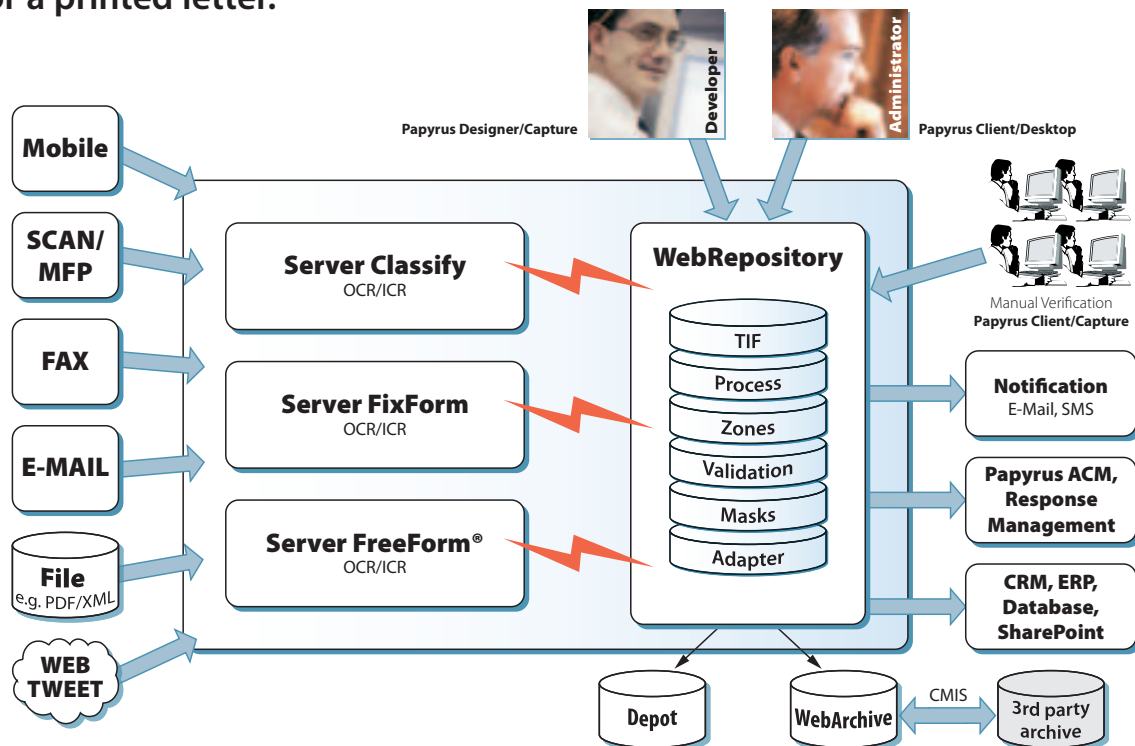 or a printed letter.
Developer
Administrator
Papyrus Designer/Capture
Papyrus Client/Desktop
Mobile
SCAN/
MFP
FAX
E-MAIL
File
e.g. PDF/XML
WEB
TWEET
Server Classify
OCR/ICR
Server FixForm
OCR/ICR
Server FreeForm®
OCR/ICR
WebRepository
TIF
Process
Zones
Validation
Masks
Adapter
Manual Verification
Papyrus Client/Capture
Notification
E-Mail, SMS
Papyrus ACM,
Response
Management
CRM, ERP,
Database,
SharePoint
Depot
WebArchive
CMIS
3rd party
archive